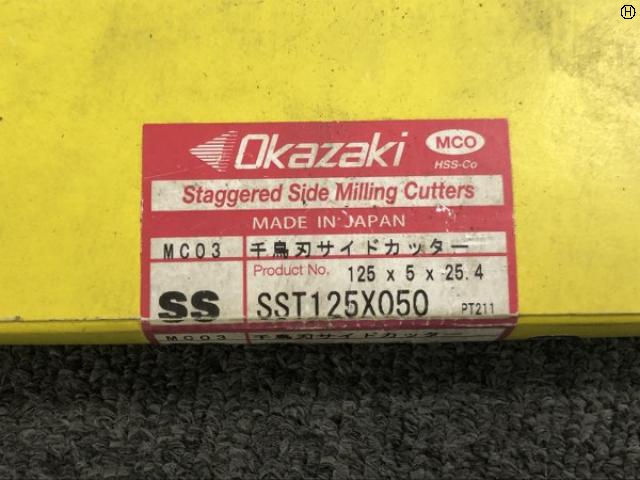 Okazaki
MCO
HSS-Co
Staggered Side Milling Cutters
MADE IN JAPAN
MC03
千鳥刃サイドカッター
Product No. 125 x 5 x 25.4
SS SST125X050 PT211
MC03 千鳥刃サイドカッター
H